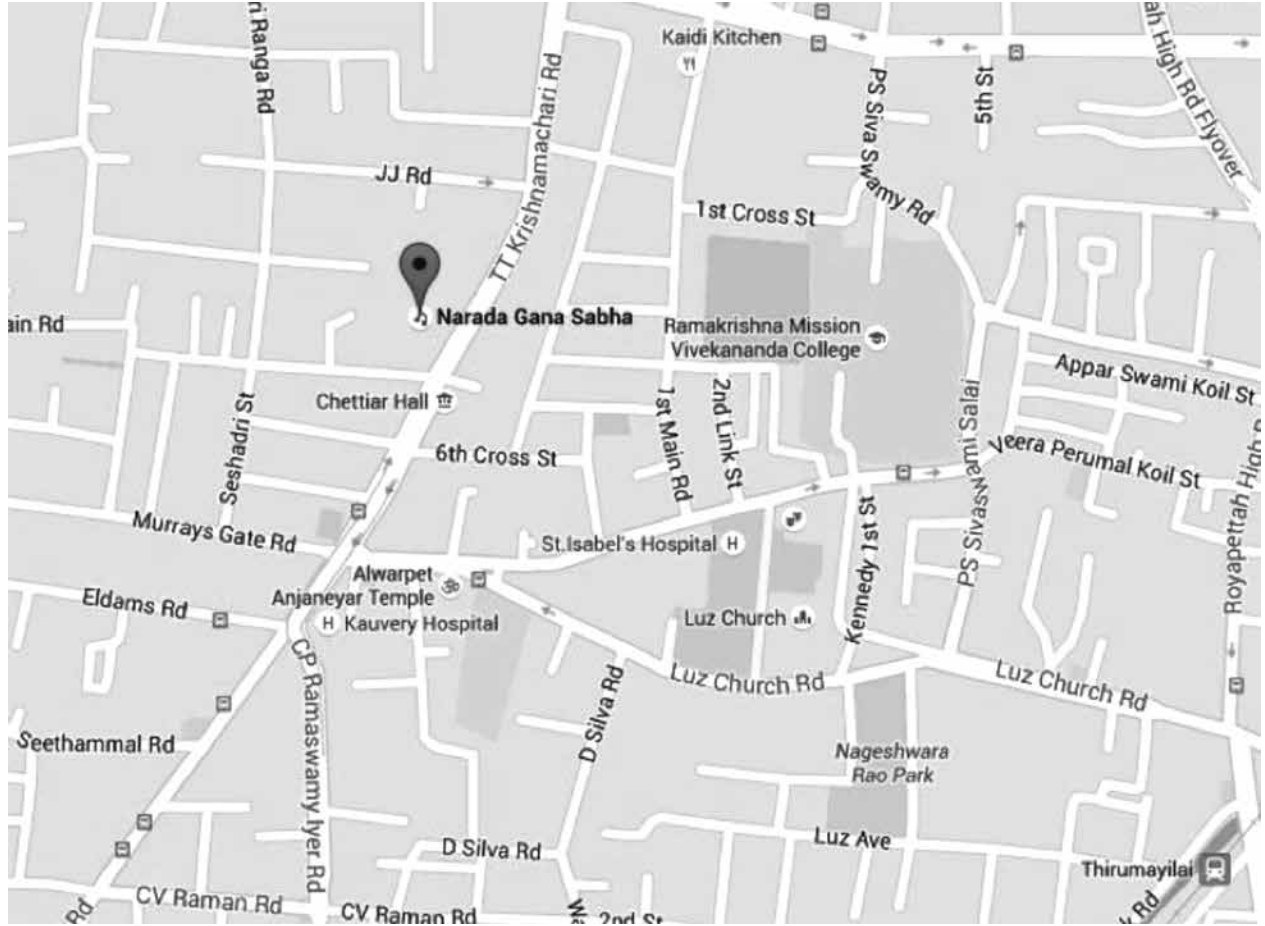 Kaidi Kitchen
ri Ranga Rd
TT Krishnamachari Rd
PS Siva Swamy Rd
5th St
ah High Rd Flyover
JJ Rd
1st Cross St
Narada Gana Sabha
ain Rd
Ramakrishna Mission
Vivekananda College
Appar Swami Koil St
Chettiar Hall
Seshadri St
6th Cross St
1st Main Rd
2nd Link St
PS Sivaswami Salai
Veera Perumal Koil St
Royapettah High R
Murrays Gate Rd
St.Isabel's Hospital H
Kennedy 1st St
Alwarpet
Anjaneyar Temple
Eldams Rd
H Kauvery Hospital
Luz Church
CP Ramaswamy Iyer Rd
D Silva Rd
Luz Church Rd
Luz Church Rd
Seethammal Rd
Nageshwara
Rao Park
D Silva Rd
Luz Ave
Thirumayilai
CV Raman Rd
CV Raman Rd
Rd
2nd St
k Rd